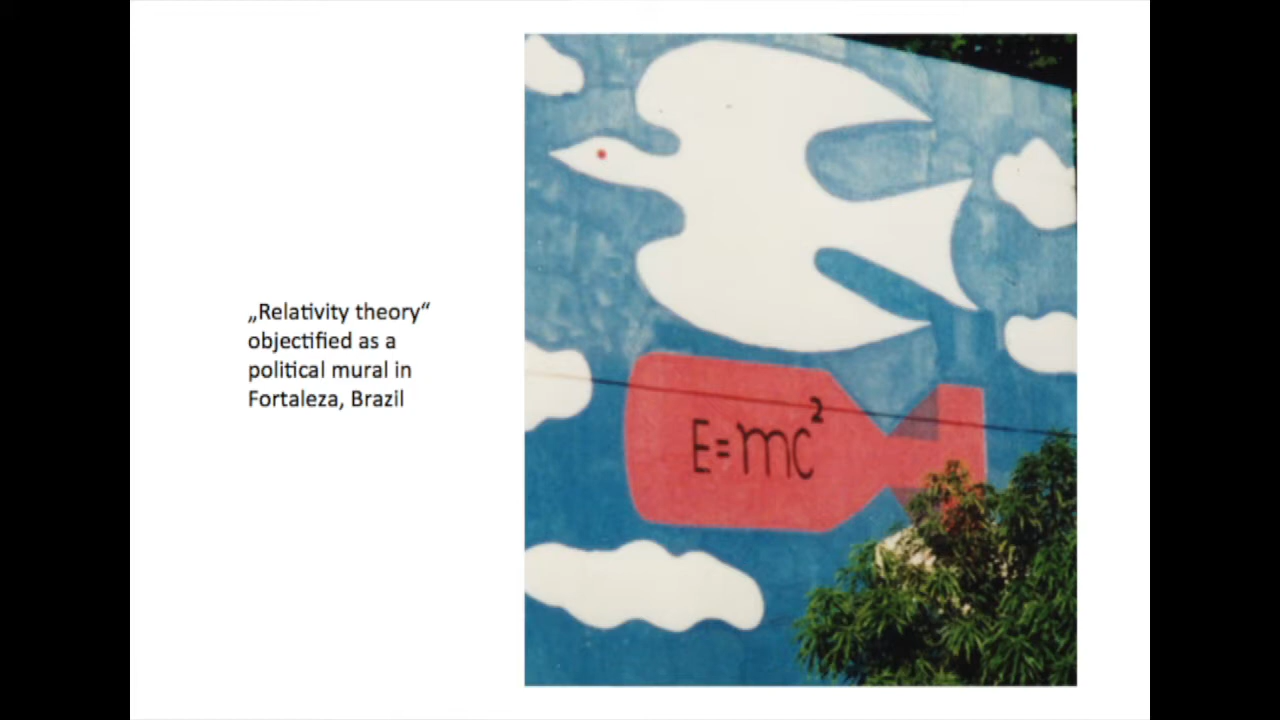 „Relativity theory“
objectified as a
political mural in
Fortaleza, Brazil
E=mc²